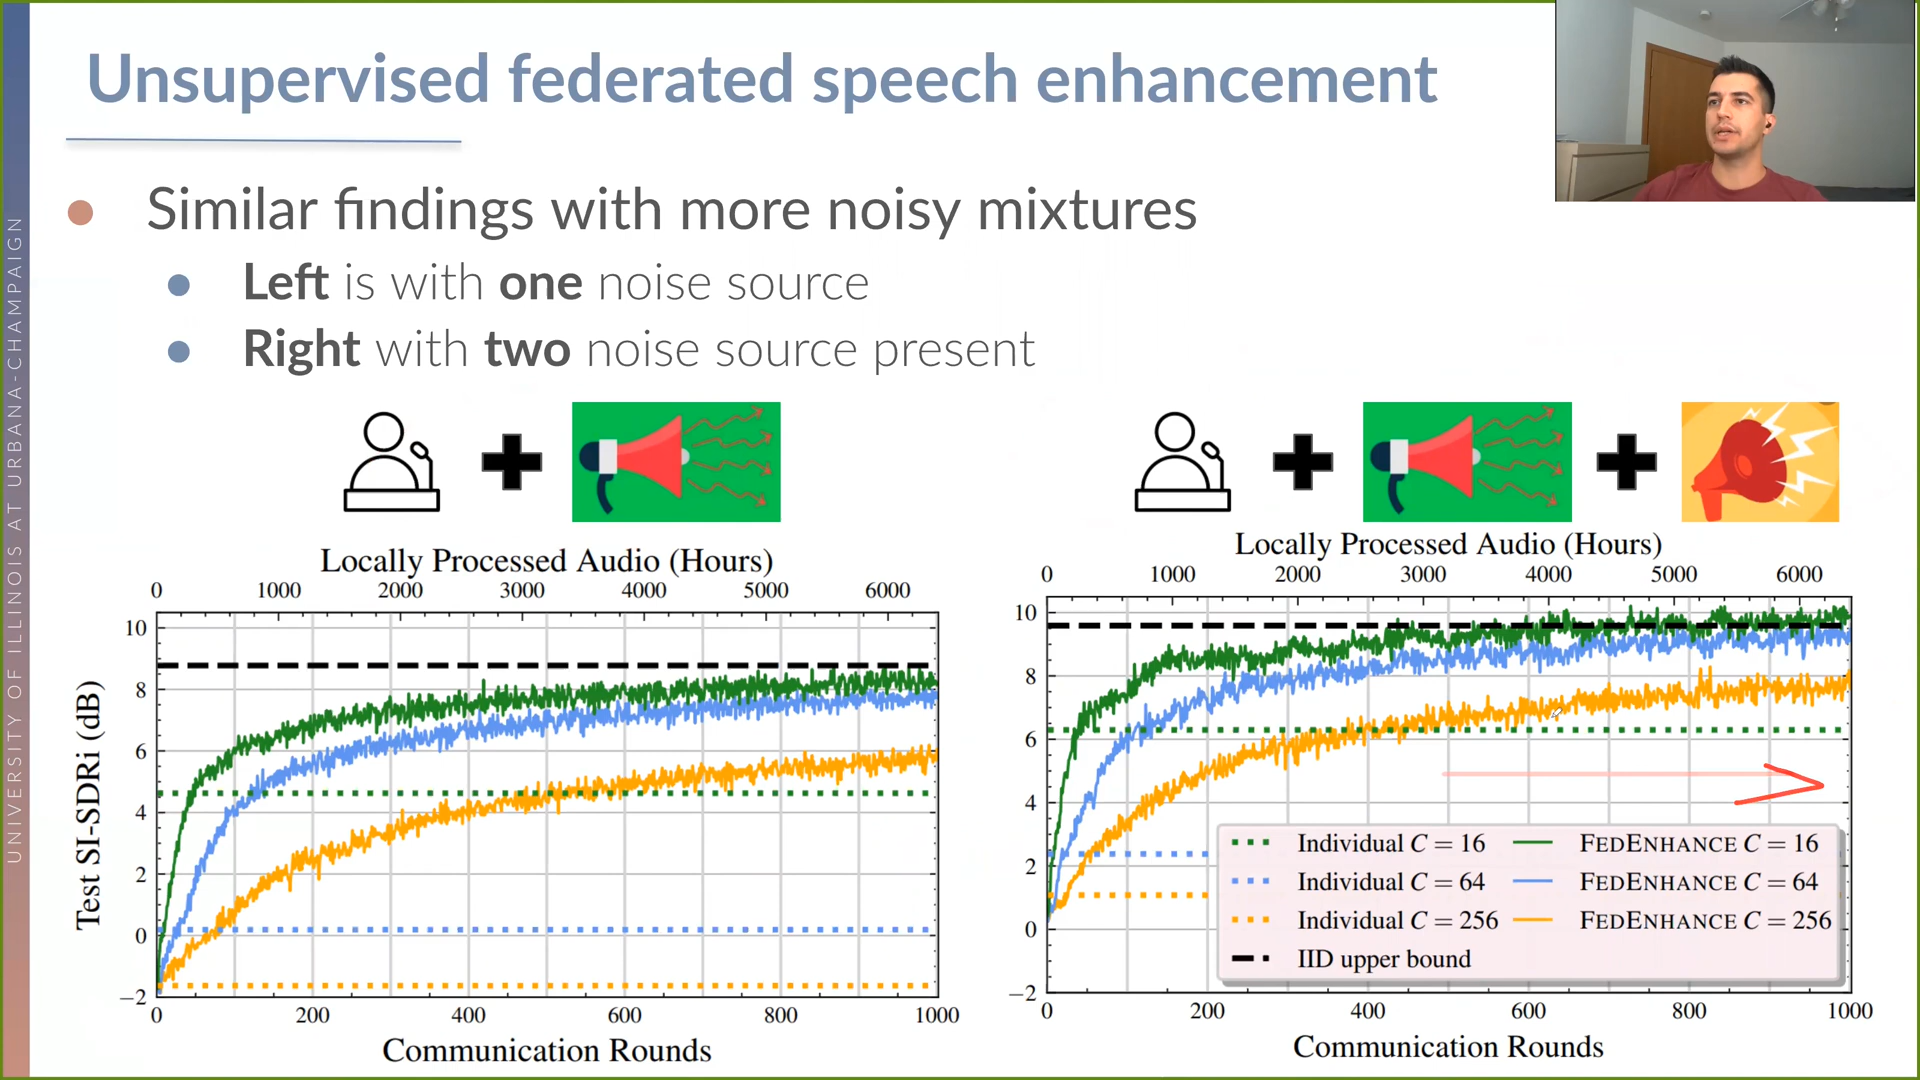 Unsupervised federated speech enhancement
UNIVERSITY OF ILLINOIS AT URBANA-CHAMPAIGN
Similar findings with more noisy mixtures
Left is with one noise source
Right with two noise source present
Locally Processed Audio (Hours)
0 1000 2000 3000 4000 5000 6000
10
8
6
4
2
0
−2
Test SI-SDRi (dB)
0 200 400 600 800 1000
Communication Rounds
Locally Processed Audio (Hours)
0 1000 2000 3000 4000 5000 6000
10
8
6
4
2
0
−2
Individual C = 16 FEDENHANCE C = 16
Individual C = 64 FEDENHANCE C = 64
Individual C = 256 FEDENHANCE C = 256
IID upper bound
0 200 400 600 800 1000
Communication Rounds